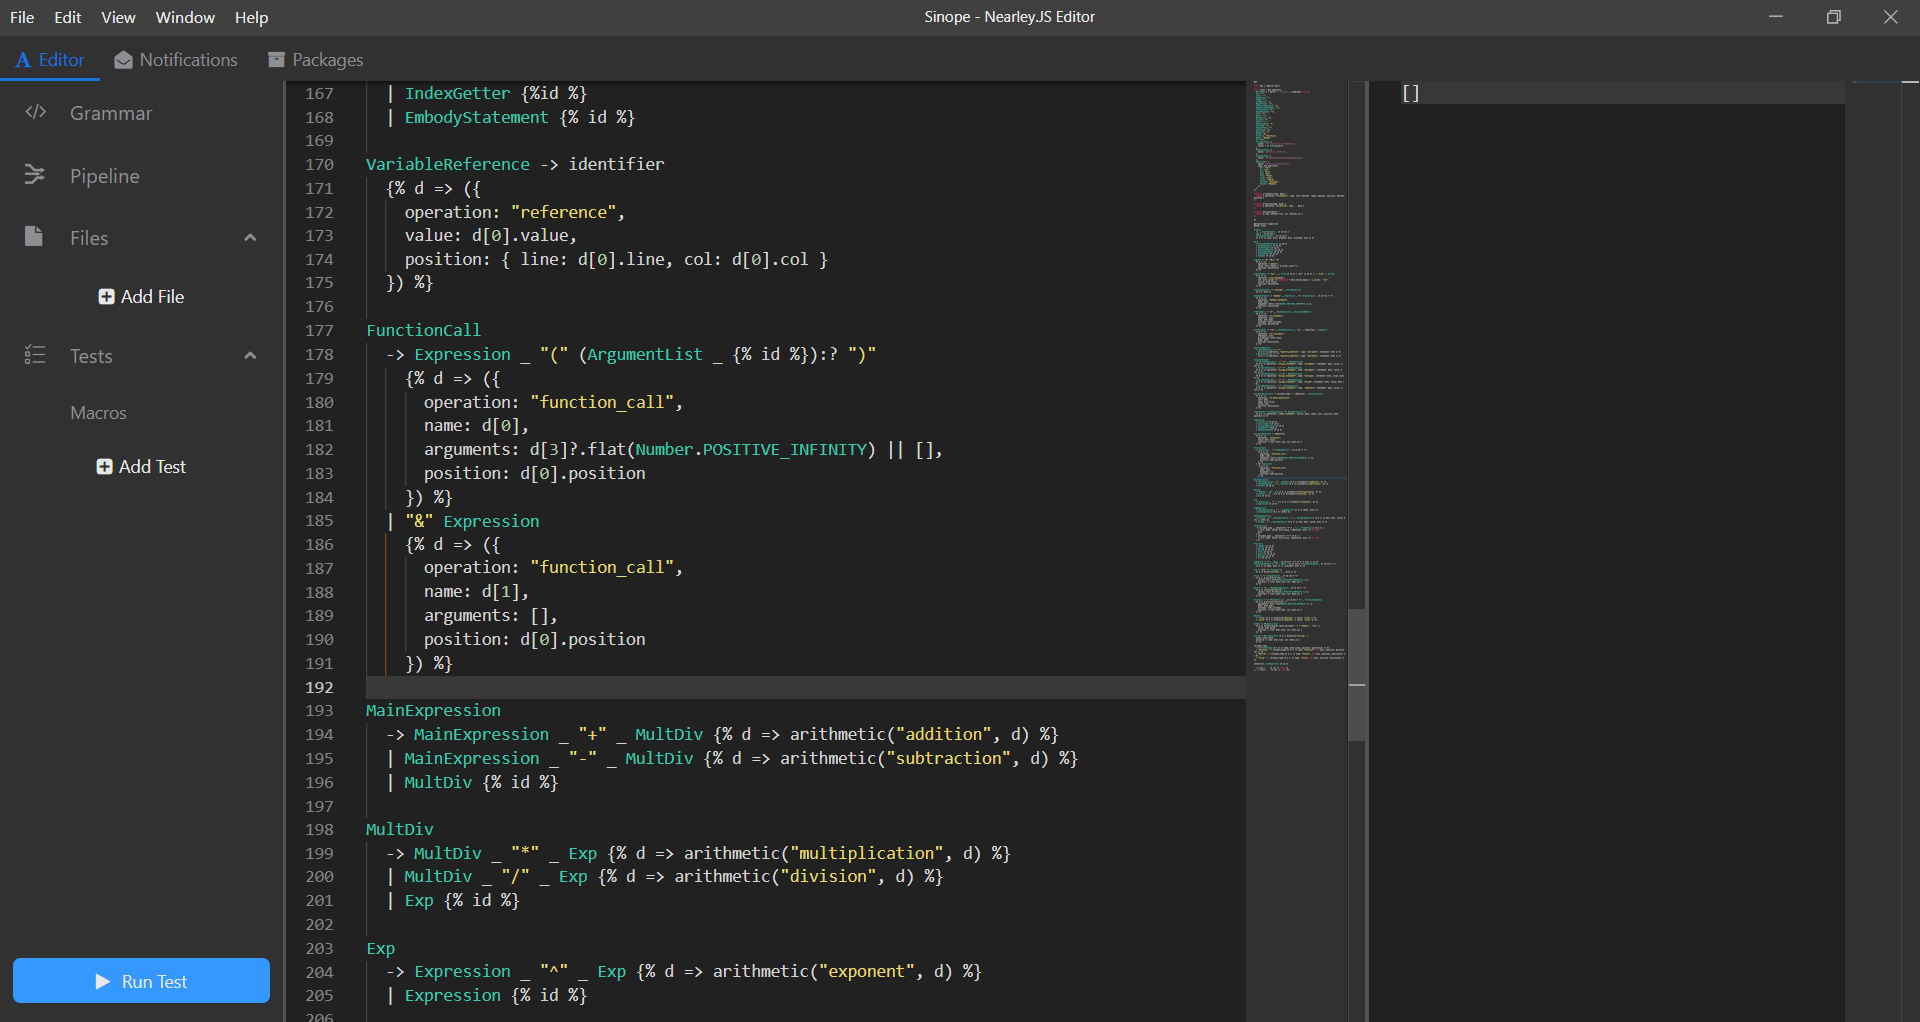 File Edit View Window Help
Sinope - Nearley.JS Editor
Editor Notifications Packages
Grammar
Pipeline
Files
Add File
Tests
Macros
Add Test
Run Test
167 | IndexGetter {%id %}
168 | EmbodyStatement {% id %}
169
170 VariableReference -> identifier
171 {% d => ({
172 operation: "reference",
173 value: d[0].value,
174 position: { line: d[0].line, col: d[0].col }
175 }) %}
176
177 FunctionCall
178 -> Expression _ "(" (ArgumentList _ {% id %}):? ")"
179 {% d => ({
180 operation: "function_call",
181 name: d[0],
182 arguments: d[3]?.flat(Number.POSITIVE_INFINITY) || [],
183 position: d[0].position
184 }) %}
185 | "&" Expression
186 {% d => ({
187 operation: "function_call",
188 name: d[1],
189 arguments: [],
190 position: d[0].position
191 }) %}
192
193 MainExpression
194 -> MainExpression _ "+" _ MultDiv {% d => arithmetic("addition", d) %}
195 | MainExpression _ "-" _ MultDiv {% d => arithmetic("subtraction", d) %}
196 | MultDiv {% id %}
197
198 MultDiv
199 -> MultDiv _ "*" _ Exp {% d => arithmetic("multiplication", d) %}
200 | MultDiv _ "/" _ Exp {% d => arithmetic("division", d) %}
201 | Exp {% id %}
202
203 Exp
204 -> Expression _ "^" _ Exp {% d => arithmetic("exponent", d) %}
205 | Expression {% id %}
206
[]